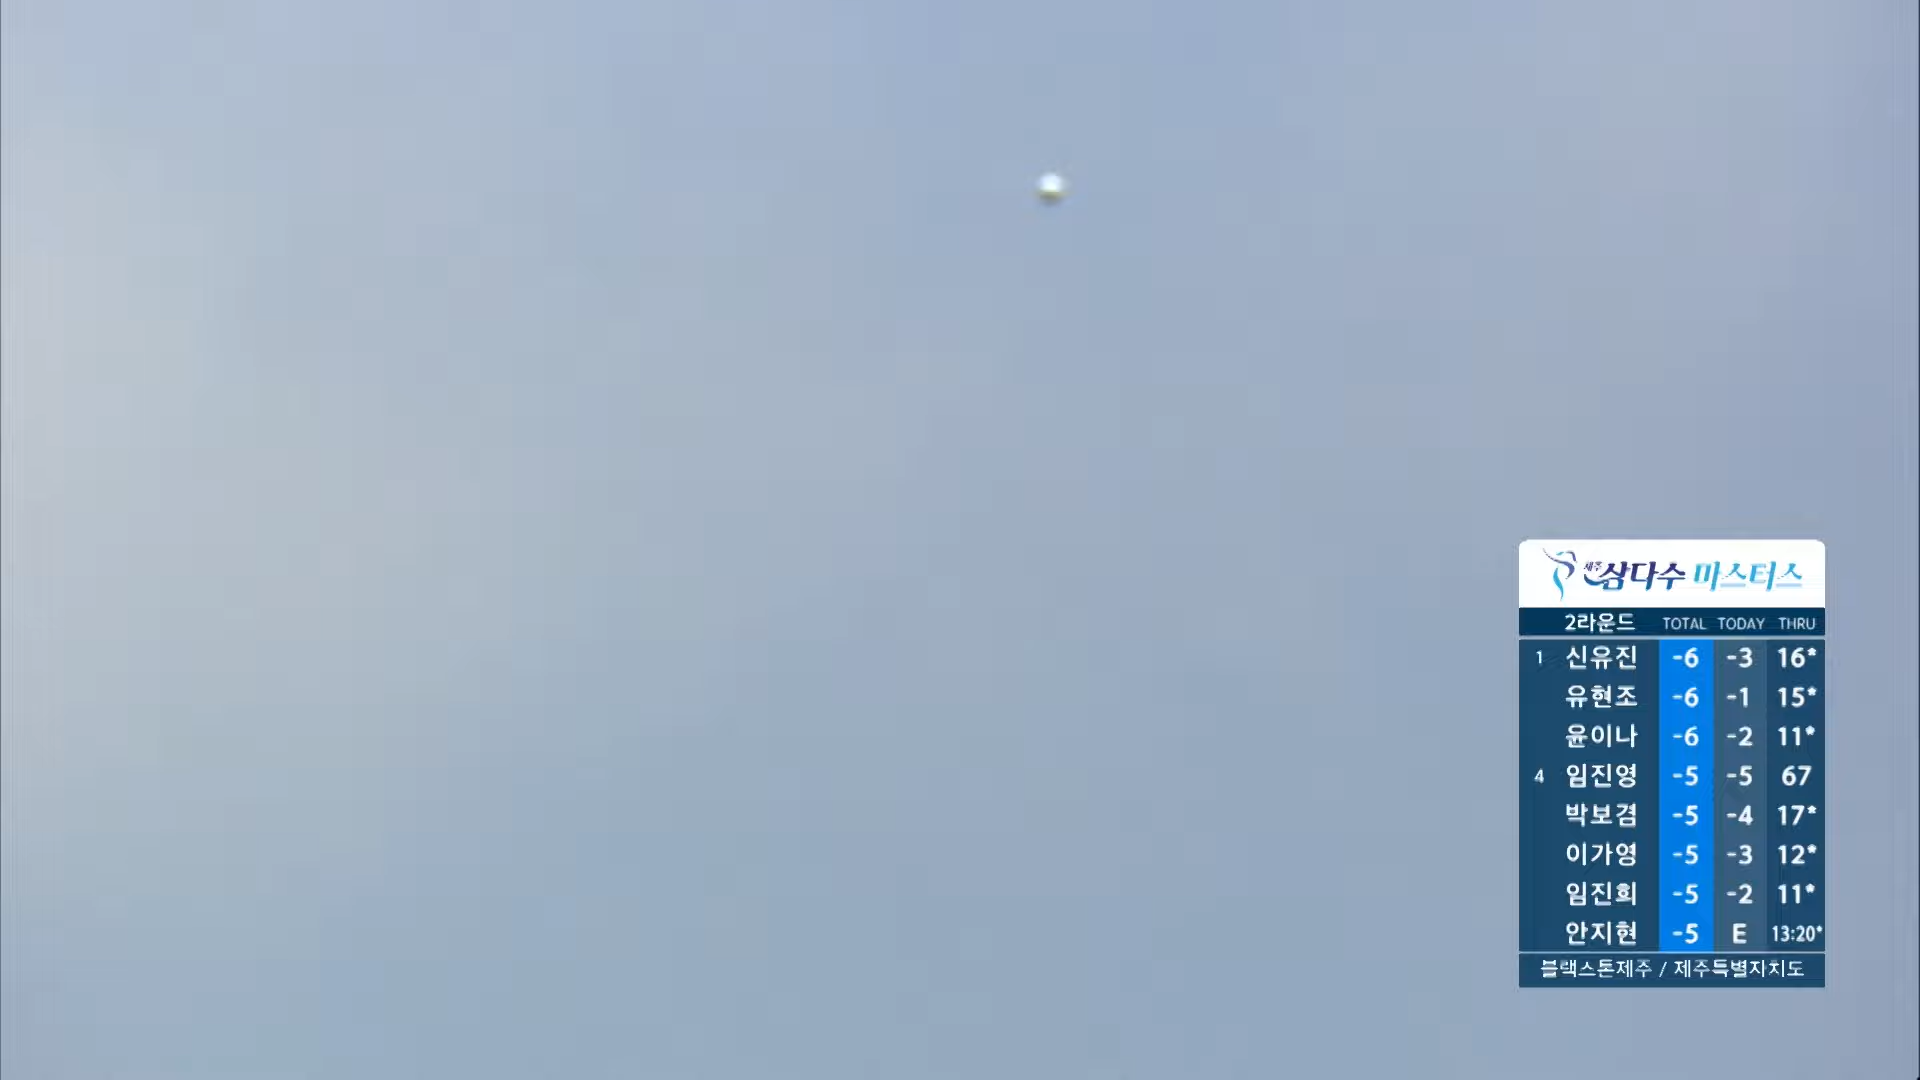 제주삼다수 마스터스
2라운드 TOTAL TODAY THRU
1 신유진 -6 -3 16*
유현조 -6 -1 15*
윤이나 -6 -2 11*
4 임진영 -5 -5 67
박보겸 -5 -4 17*
이가영 -5 -3 12*
임진희 -5 -2 11*
안지현 -5 E 13:20*
블랙스톤제주 / 제주특별자치도